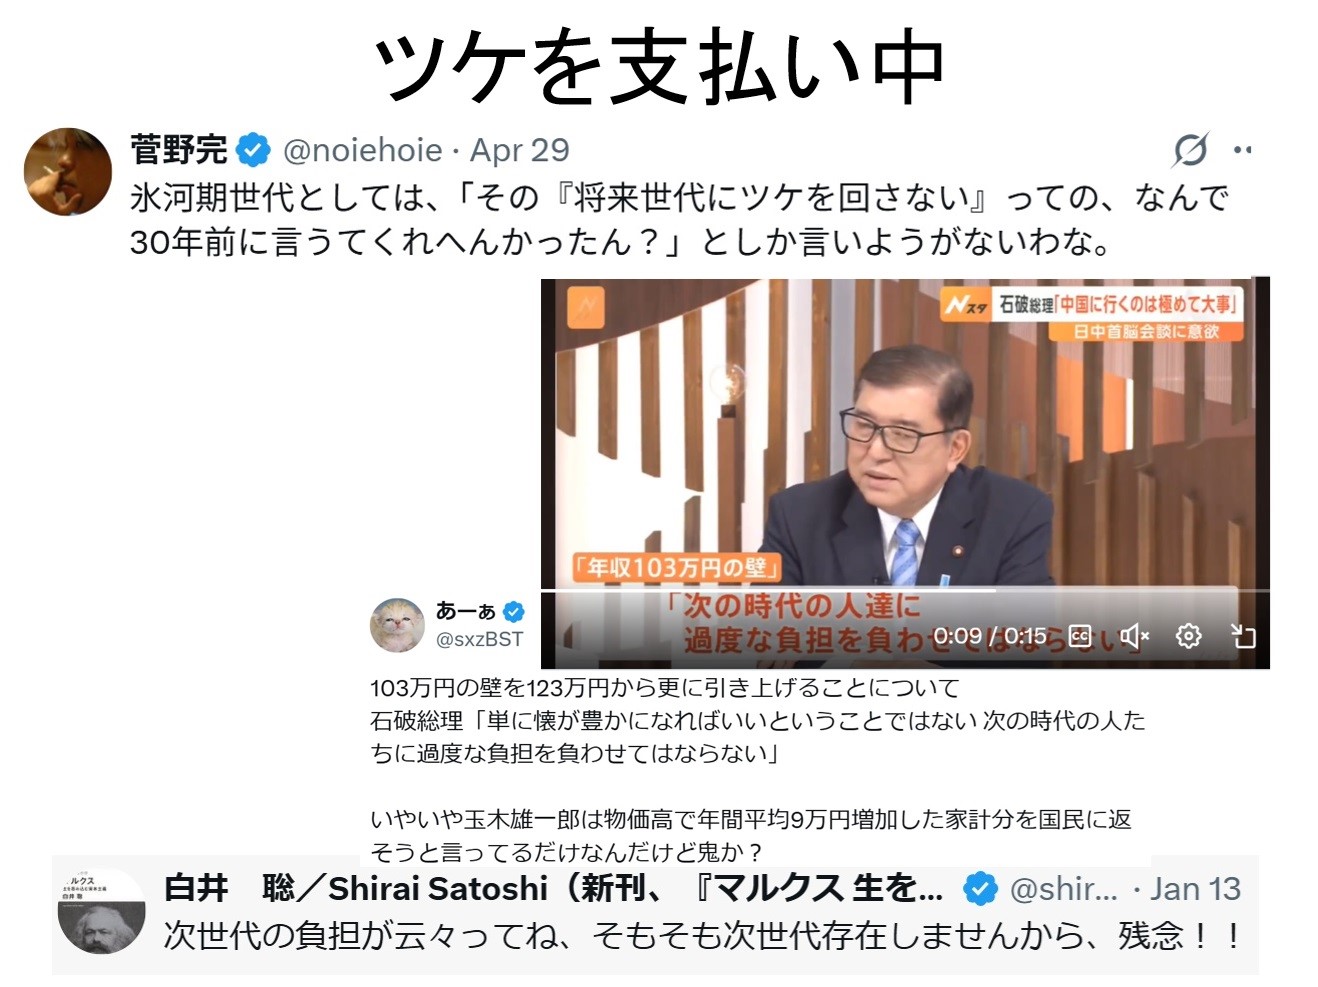 ツケを支払い中
菅野完 @noiehoie · Apr 29
氷河期世代としては、「その『将来世代にツケを回さない』っての、なんで
30年前に言うてくれへんかったん？」としか言いようがないわな。
Nスタ 石破総理「中国に行くのは極めて大事」
日中首脳会談に意欲
「年収103万円の壁」
「次の時代の人達に
過度な負担を負わせてはならない」
0:09 / 0:15
CC
あーぁ
@sxzBST
103万円の壁を123万円から更に引き上げることについて
石破総理「単に懐が豊かになればいいということではない 次の時代の人た
ちに過度な負担を負わせてはならない」
いやいや玉木雄一郎は物価高で年間平均9万円増加した家計分を国民に返
そうと言ってるだけなんだけど鬼か？
ルクス
白井 聡
白井　聡／Shirai Satoshi（新刊、『マルクス 生を... @shir... · Jan 13
次世代の負担が云々ってね、そもそも次世代存在しませんから、残念！！